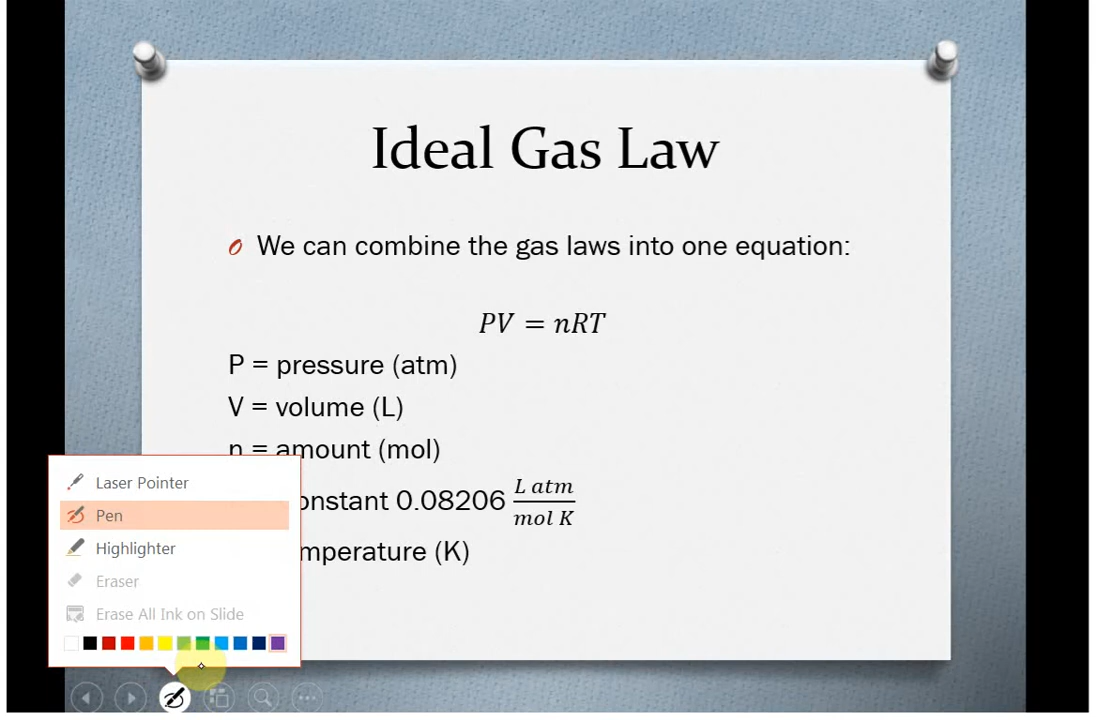 Ideal Gas Law
We can combine the gas laws into one equation:
PV = nRT
P = pressure (atm)
V = volume (L)
n = amount (mol)
onstant 0.08206 L atm / mol K
mperature (K)
Laser Pointer
Pen
Highlighter
Eraser
Erase All Ink on Slide